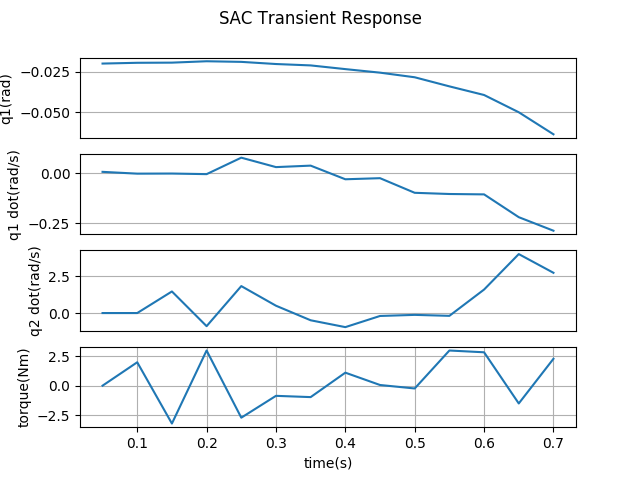 SAC Transient Response
q1(rad)
−0.025
−0.050
q1 dot(rad/s)
0.00
−0.25
q2 dot(rad/s)
2.5
0.0
torque(Nm)
2.5
0.0
−2.5
0.1 0.2 0.3 0.4 0.5 0.6 0.7
time(s)